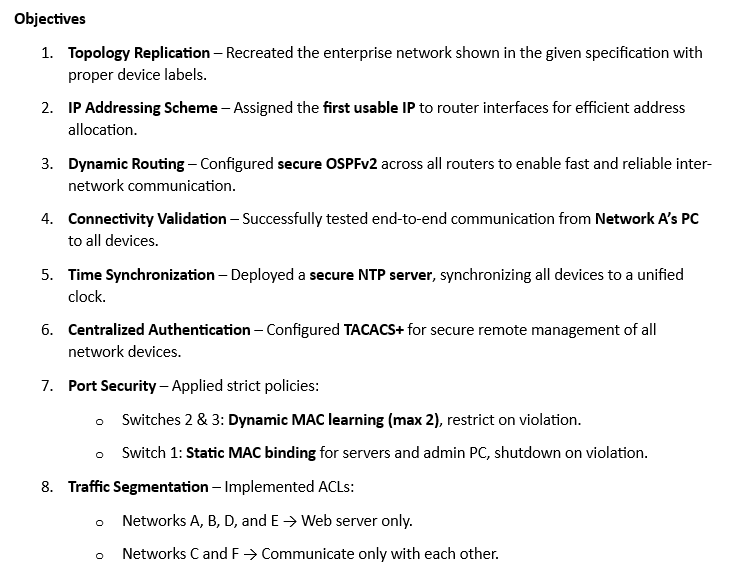 Objectives
1. Topology Replication – Recreated the enterprise network shown in the given specification with
proper device labels.
2. IP Addressing Scheme – Assigned the first usable IP to router interfaces for efficient address
allocation.
3. Dynamic Routing – Configured secure OSPFv2 across all routers to enable fast and reliable inter-
network communication.
4. Connectivity Validation – Successfully tested end-to-end communication from Network A’s PC
to all devices.
5. Time Synchronization – Deployed a secure NTP server, synchronizing all devices to a unified
clock.
6. Centralized Authentication – Configured TACACS+ for secure remote management of all
network devices.
7. Port Security – Applied strict policies:
o Switches 2 & 3: Dynamic MAC learning (max 2), restrict on violation.
o Switch 1: Static MAC binding for servers and admin PC, shutdown on violation.
8. Traffic Segmentation – Implemented ACLs:
o Networks A, B, D, and E → Web server only.
o Networks C and F → Communicate only with each other.